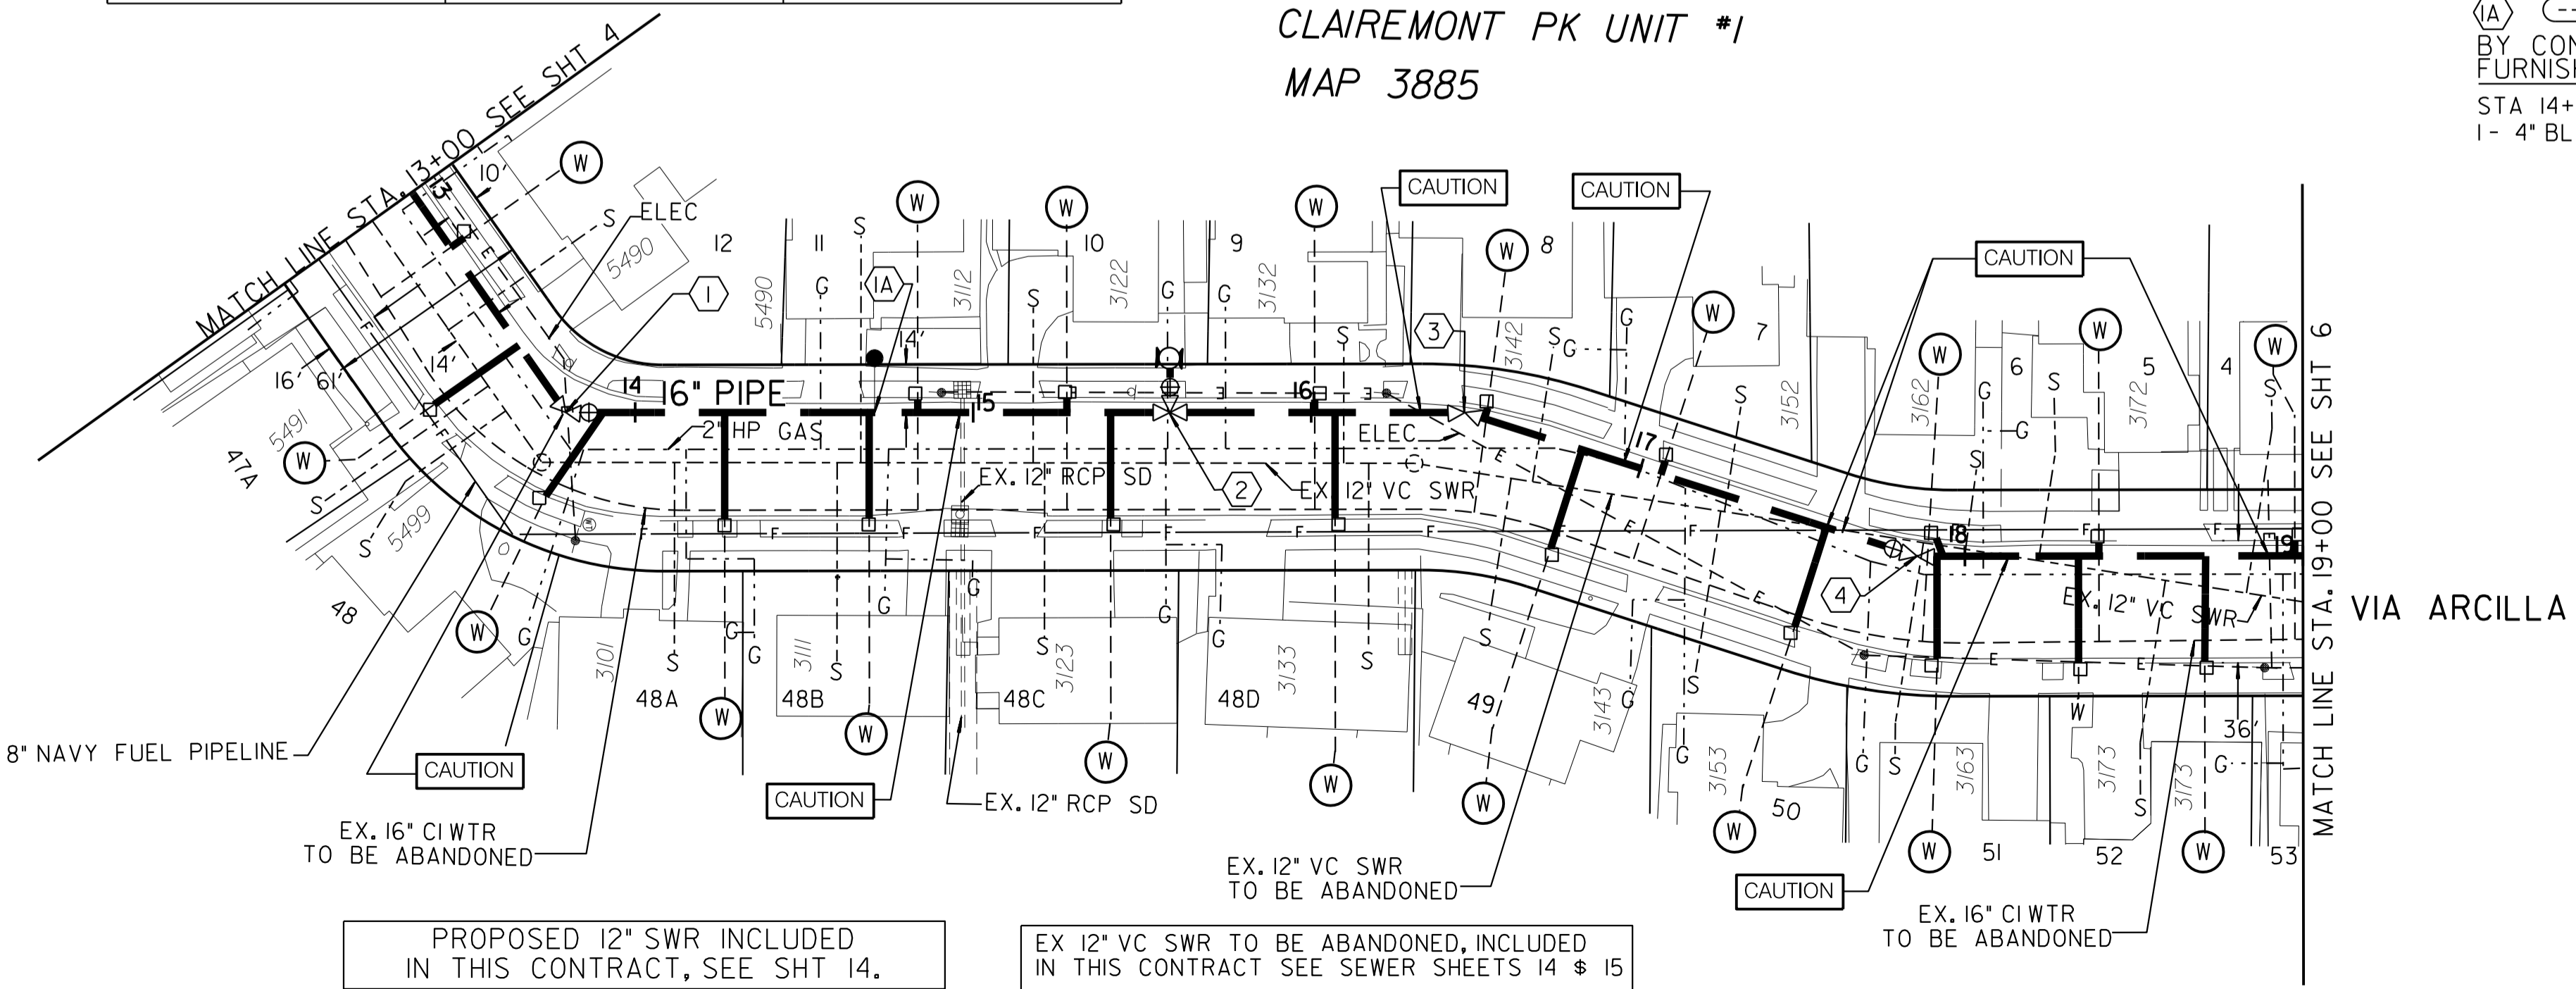 CLAIREMONT PK UNIT #1
MAP 3885
1A
BY CON
FURNISH
STA 14+
1- 4" BL
MATCH LINE STA. 13+00 SEE SHT 4
13
10'
W
S
ELEC
5490
12
1
5490
11
G
S
1A
W
3112
14'
S
W
10
3122
G
9
G
3132
W
S
CAUTION
3
W
8
3142
CAUTION
S
G
G
W
7
S
3152
CAUTION
W
3162
6
G
G
S
S
W
5
3172
4
W
S
MATCH LINE STA. 19+00 SEE SHT 6
VIA ARCILLA
F
E
16'
61'
14'
47A
5491
W
S
S
5499
48
14
16" PIPE
15
16
E
E
17
18
19
2" HP GAS
EX. 12" RCP SD
2
EX. 12" VC SWR
ELEC
E
E
F
E
F
F
4
EX. 12" VC SWR
E
E
F
F
F
F
F
F
F
F
W
G
3101
S
48A
G
G
W
3111
48B
S
W
G
G
48C
S
3123
W
G
G
48D
3133
S
W
S
49
W
3143
G
S
G
3153
W
50
G
S
W
3163
51
W
3173
52
S
3173
W
G
36'
53
8" NAVY FUEL PIPELINE
CAUTION
CAUTION
EX. 12" RCP SD
EX. 16" CI WTR
TO BE ABANDONED
EX. 12" VC SWR
TO BE ABANDONED
CAUTION
EX. 16" CI WTR
TO BE ABANDONED
PROPOSED 12" SWR INCLUDED
IN THIS CONTRACT, SEE SHT 14.
EX 12" VC SWR TO BE ABANDONED, INCLUDED
IN THIS CONTRACT SEE SEWER SHEETS 14 $ 15